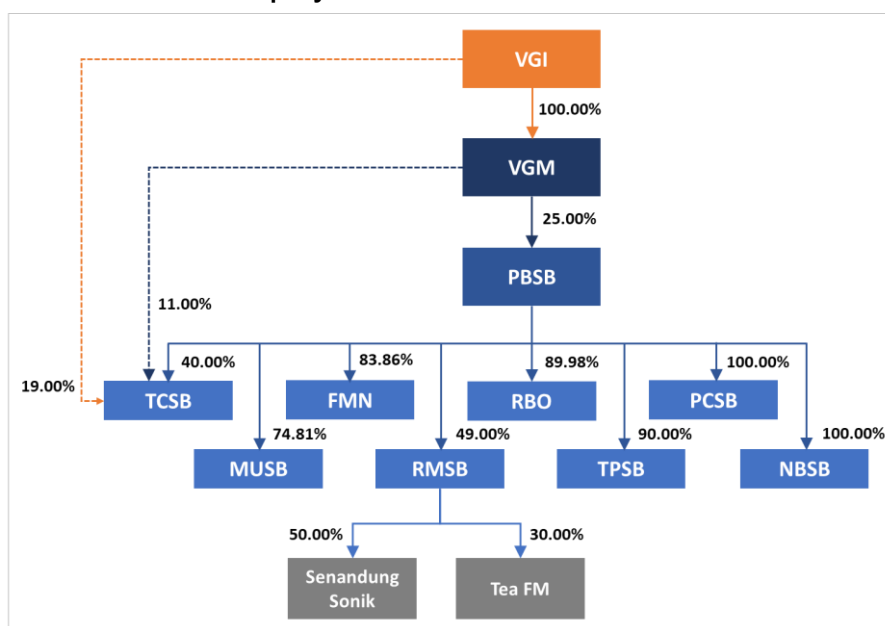 VGI
100.00%
VGM
25.00%
PBSB
11.00%
40.00%
83.86%
89.98%
100.00%
19.00%
TCSB
FMN
RBO
PCSB
74.81%
49.00%
90.00%
100.00%
MUSB
RMSB
TPSB
NBSB
50.00%
30.00%
Senandung
Sonik
Tea FM